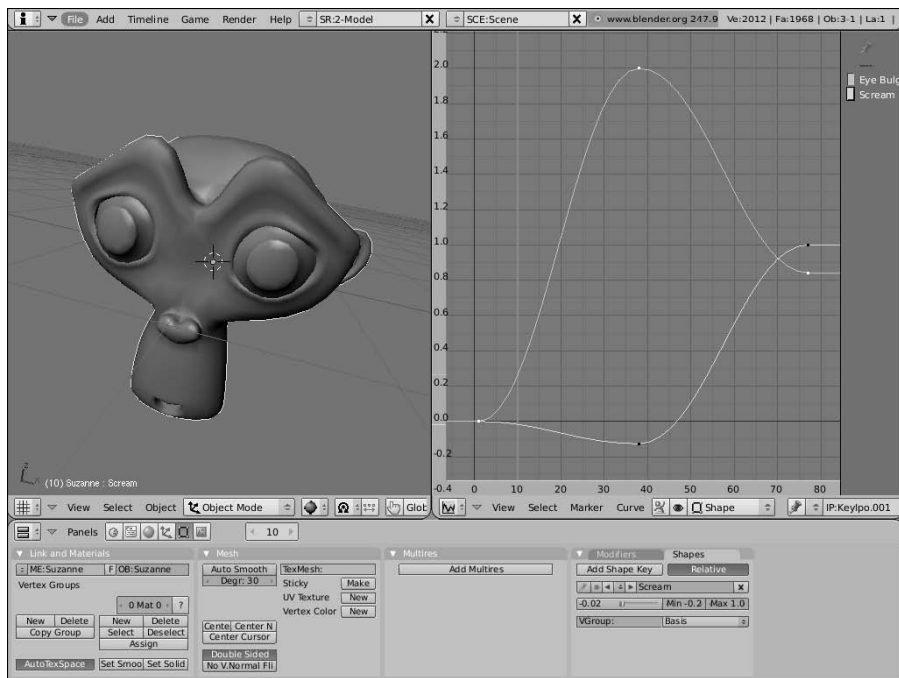 File Add Timeline Game Render Help SR:2-Model X SCE:Scene X www.blender.org 247.9 Ve:2012 | Fa:1968 | Ob:3-1 | La:1 |
2.0
1.8
1.6
1.4
1.2
1.0
0.8
0.6
0.4
0.2
0.0
-0.2
-0.4 0 10 20 30 40 50 60 70 80
Eye Bulg
Scream
z
(10) Suzanne : Scream
View Select Object Object Mode Glob
View Select Marker Curve Shape IP:KeyIpo.001
Panels 10
Link and Materials
ME:Suzanne F OB:Suzanne
Vertex Groups
0 Mat 0 ?
New Delete New Delete
Copy Group Select Deselect
Assign
AutoTexSpace Set Smoo Set Solid
Mesh
Auto Smooth TexMesh:
Degr: 30 Sticky Make
UV Texture New
Vertex Color New
Cente Center N
Center Cursor
Double Sided
No V.Normal Fli
Multires
Add Multires
Modifiers Shapes
Add Shape Key Relative
Scream X
-0.02 Min -0.2 Max 1.0
VGroup: Basis